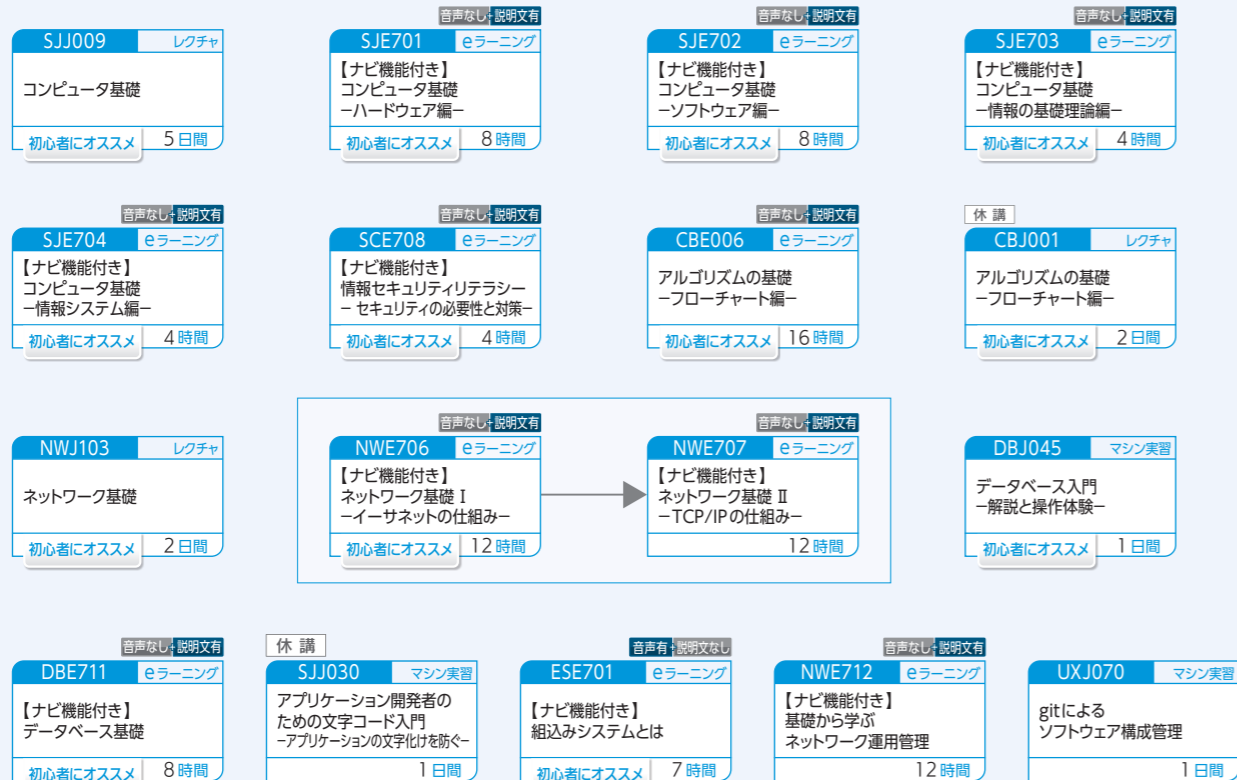 SJJ009 レクチャ
コンピュータ基礎
初心者にオススメ 5日間
音声なし 説明文有
SJE701 eラーニング
【ナビ機能付き】
コンピュータ基礎
−ハードウェア編−
初心者にオススメ 8時間
音声なし 説明文有
SJE702 eラーニング
【ナビ機能付き】
コンピュータ基礎
−ソフトウェア編−
初心者にオススメ 8時間
音声なし 説明文有
SJE703 eラーニング
【ナビ機能付き】
コンピュータ基礎
−情報の基礎理論編−
初心者にオススメ 4時間
音声なし 説明文有
SJE704 eラーニング
【ナビ機能付き】
コンピュータ基礎
−情報システム編−
初心者にオススメ 4時間
音声なし 説明文有
SCE708 eラーニング
【ナビ機能付き】
情報セキュリティリテラシー
− セキュリティの必要性と対策−
初心者にオススメ 4時間
音声なし 説明文有
CBE006 eラーニング
アルゴリズムの基礎
−フローチャート編−
初心者にオススメ 16時間
休講
CBJ001 レクチャ
アルゴリズムの基礎
−フローチャート編−
初心者にオススメ 2日間
NWJ103 レクチャ
ネットワーク基礎
初心者にオススメ 2日間
音声なし 説明文有
NWE706 eラーニング
【ナビ機能付き】
ネットワーク基礎 Ⅰ
−イーサネットの仕組み−
初心者にオススメ 12時間
音声なし 説明文有
NWE707 eラーニング
【ナビ機能付き】
ネットワーク基礎 Ⅱ
−TCP/IPの仕組み−
12時間
DBJ045 マシン実習
データベース入門
−解説と操作体験−
初心者にオススメ 1日間
音声なし 説明文有
DBE711 eラーニング
【ナビ機能付き】
データベース基礎
初心者にオススメ 8時間
休講
SJJ030 マシン実習
アプリケーション開発者の
ための文字コード入門
−アプリケーションの文字化けを防ぐ−
1日間
音声有 説明文なし
ESE701 eラーニング
【ナビ機能付き】
組込みシステムとは
初心者にオススメ 7時間
音声なし 説明文有
NWE712 eラーニング
【ナビ機能付き】
基礎から学ぶ
ネットワーク運用管理
12時間
UXJ070 マシン実習
gitによる
ソフトウェア構成管理
1日間